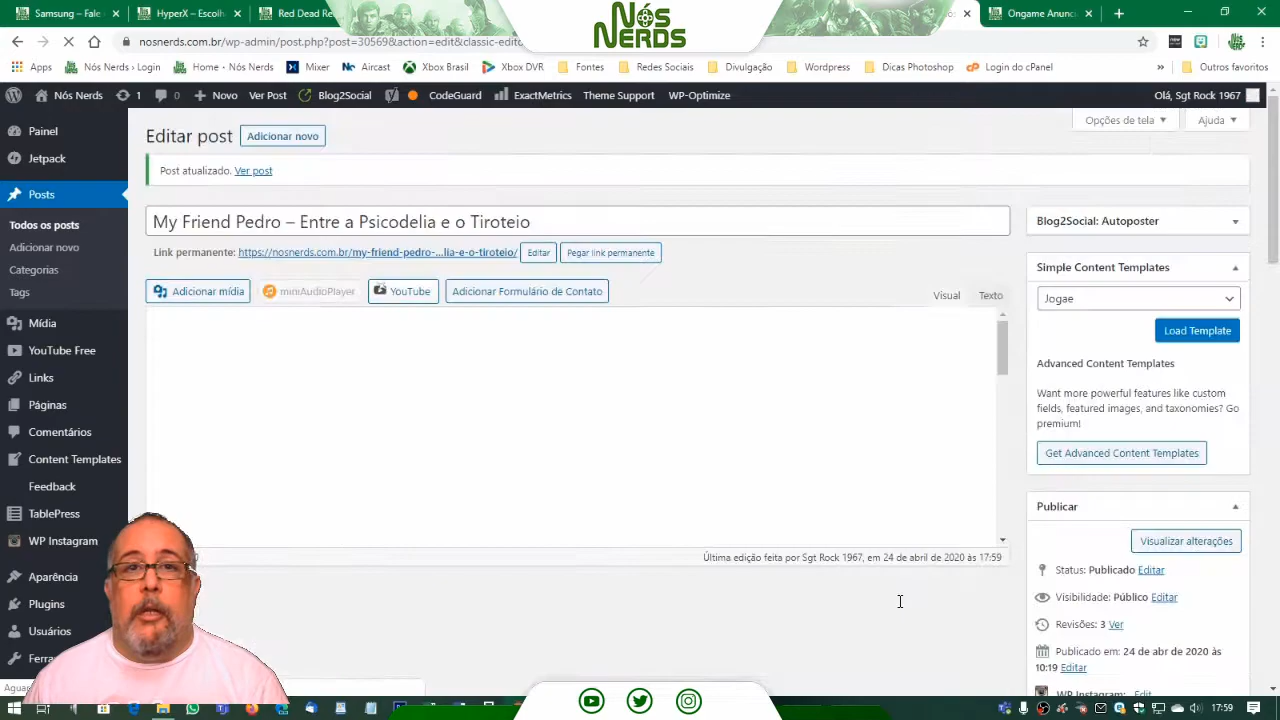 Samsung – Fale
HyperX – Escolh
Red Dead Re
Ongame Anunc
NÓS NERDS
nosnerds.com.br/wp-admin/post.php?post=30569&action=edit&classic-edito
Apps
Nós Nerds › Login
Home · Nós Nerds
Mixer
Aircast
Xbox Brasil
Xbox DVR
Fontes
Redes Sociais
Divulgação
Wordpress
Dicas Photoshop
Login do cPanel
Outros favoritos
Nós Nerds
1
0
Novo
Ver Post
Blog2Social
CodeGuard
ExactMetrics
Theme Support
WP-Optimize
Olá, Sgt Rock 1967
Painel
Jetpack
Posts
Todos os posts
Adicionar novo
Categorias
Tags
Mídia
YouTube Free
Links
Páginas
Comentários
Content Templates
Feedback
TablePress
WP Instagram
Aparência
Plugins
Usuários
Ferra
Opções de tela
Ajuda
Editar post
Adicionar novo
Post atualizado. Ver post
My Friend Pedro – Entre a Psicodelia e o Tiroteio
Link permanente: https://nosnerds.com.br/my-friend-pedro-...lia-e-o-tiroteio/ Editar Pegar link permanente
Adicionar mídia
miniAudioPlayer
YouTube
Adicionar Formulário de Contato
Visual
Texto
Última edição feita por Sgt Rock 1967, em 24 de abril de 2020 às 17:59
Blog2Social: Autoposter
Simple Content Templates
Jogae
Load Template
Advanced Content Templates
Want more powerful features like custom
fields, featured images, and taxonomies? Go
premium!
Get Advanced Content Templates
Publicar
Visualizar alterações
Status: Publicado Editar
Visibilidade: Público Editar
Revisões: 3 Ver
Publicado em: 24 de abr de 2020 às
10:19 Editar
WP Instagram: Edit
Aguar
17:59